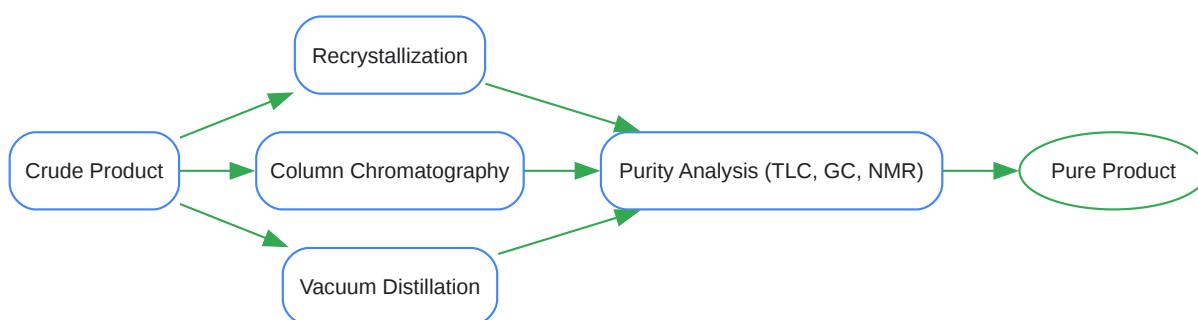 Recrystallization
Crude Product
Column Chromatography
Purity Analysis (TLC, GC, NMR)
Pure Product
Vacuum Distillation